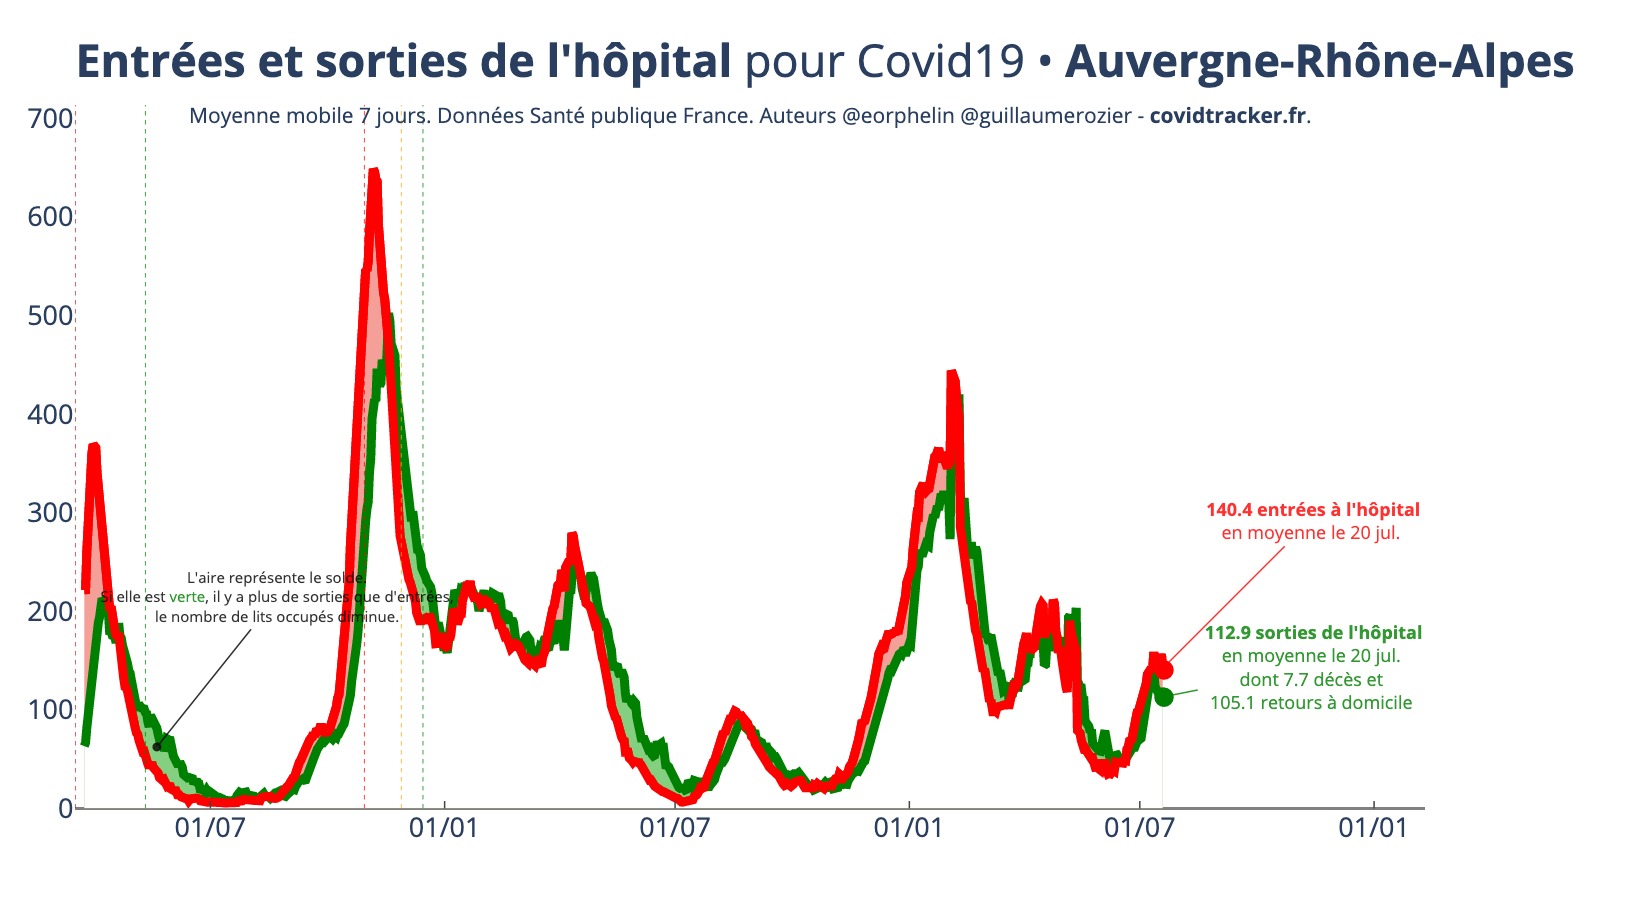 Entrées et sorties de l'hôpital pour Covid19 • Auvergne-Rhône-Alpes
Moyenne mobile 7 jours. Données Santé publique France. Auteurs @eorphelin @guillaumerozier - covidtracker.fr.
700
600
500
400
300
200
100
0
L'aire représente le solde.
Si elle est verte, il y a plus de sorties que d'entrées,
le nombre de lits occupés diminue.
140.4 entrées à l'hôpital
en moyenne le 20 jul.
112.9 sorties de l'hôpital
en moyenne le 20 jul.
dont 7.7 décès et
105.1 retours à domicile
01/07 01/01 01/07 01/01 01/07 01/01